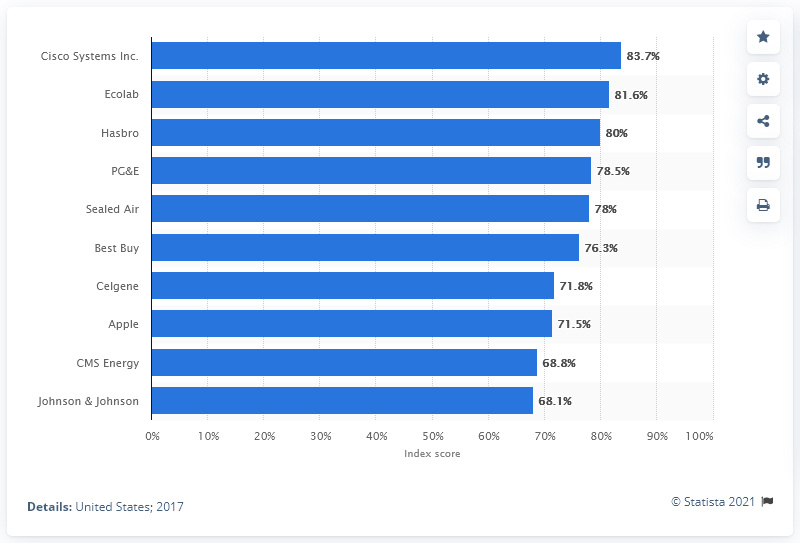 Cisco Systems Inc. 83.7%
Ecolab 81.6%
Hasbro 80%
PG&E 78.5%
Sealed Air 78%
Best Buy 76.3%
Celgene 71.8%
Apple 71.5%
CMS Energy 68.8%
Johnson & Johnson 68.1%
0% 10% 20% 30% 40% 50% 60% 70% 80% 90% 100%
Index score
Details: United States; 2017
© Statista 2021